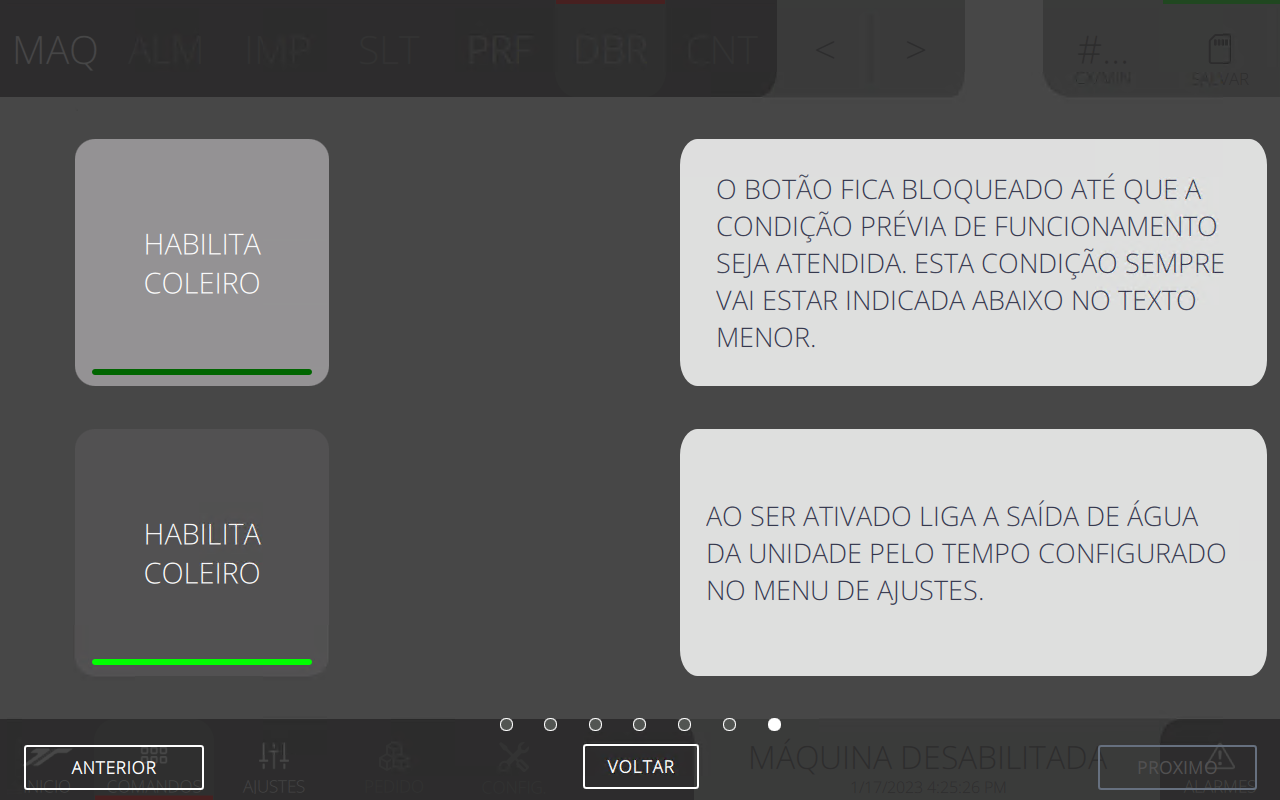 MAQ ALM IMP SLT PRF DBR CNT < > #...
CX/MIN SALVAR
HABILITA
COLEIRO
O BOTÃO FICA BLOQUEADO ATÉ QUE A
CONDIÇÃO PRÉVIA DE FUNCIONAMENTO
SEJA ATENDIDA. ESTA CONDIÇÃO SEMPRE
VAI ESTAR INDICADA ABAIXO NO TEXTO
MENOR.
HABILITA
COLEIRO
AO SER ATIVADO LIGA A SAÍDA DE ÁGUA
DA UNIDADE PELO TEMPO CONFIGURADO
NO MENU DE AJUSTES.
ANTERIOR
VOLTAR
MÁQUINA DESABILITADA
PROXIMO
INICIO COMANDOS AJUSTES PEDIDO CONFIG 1/17/2023 4:25:26 PM ALARMES